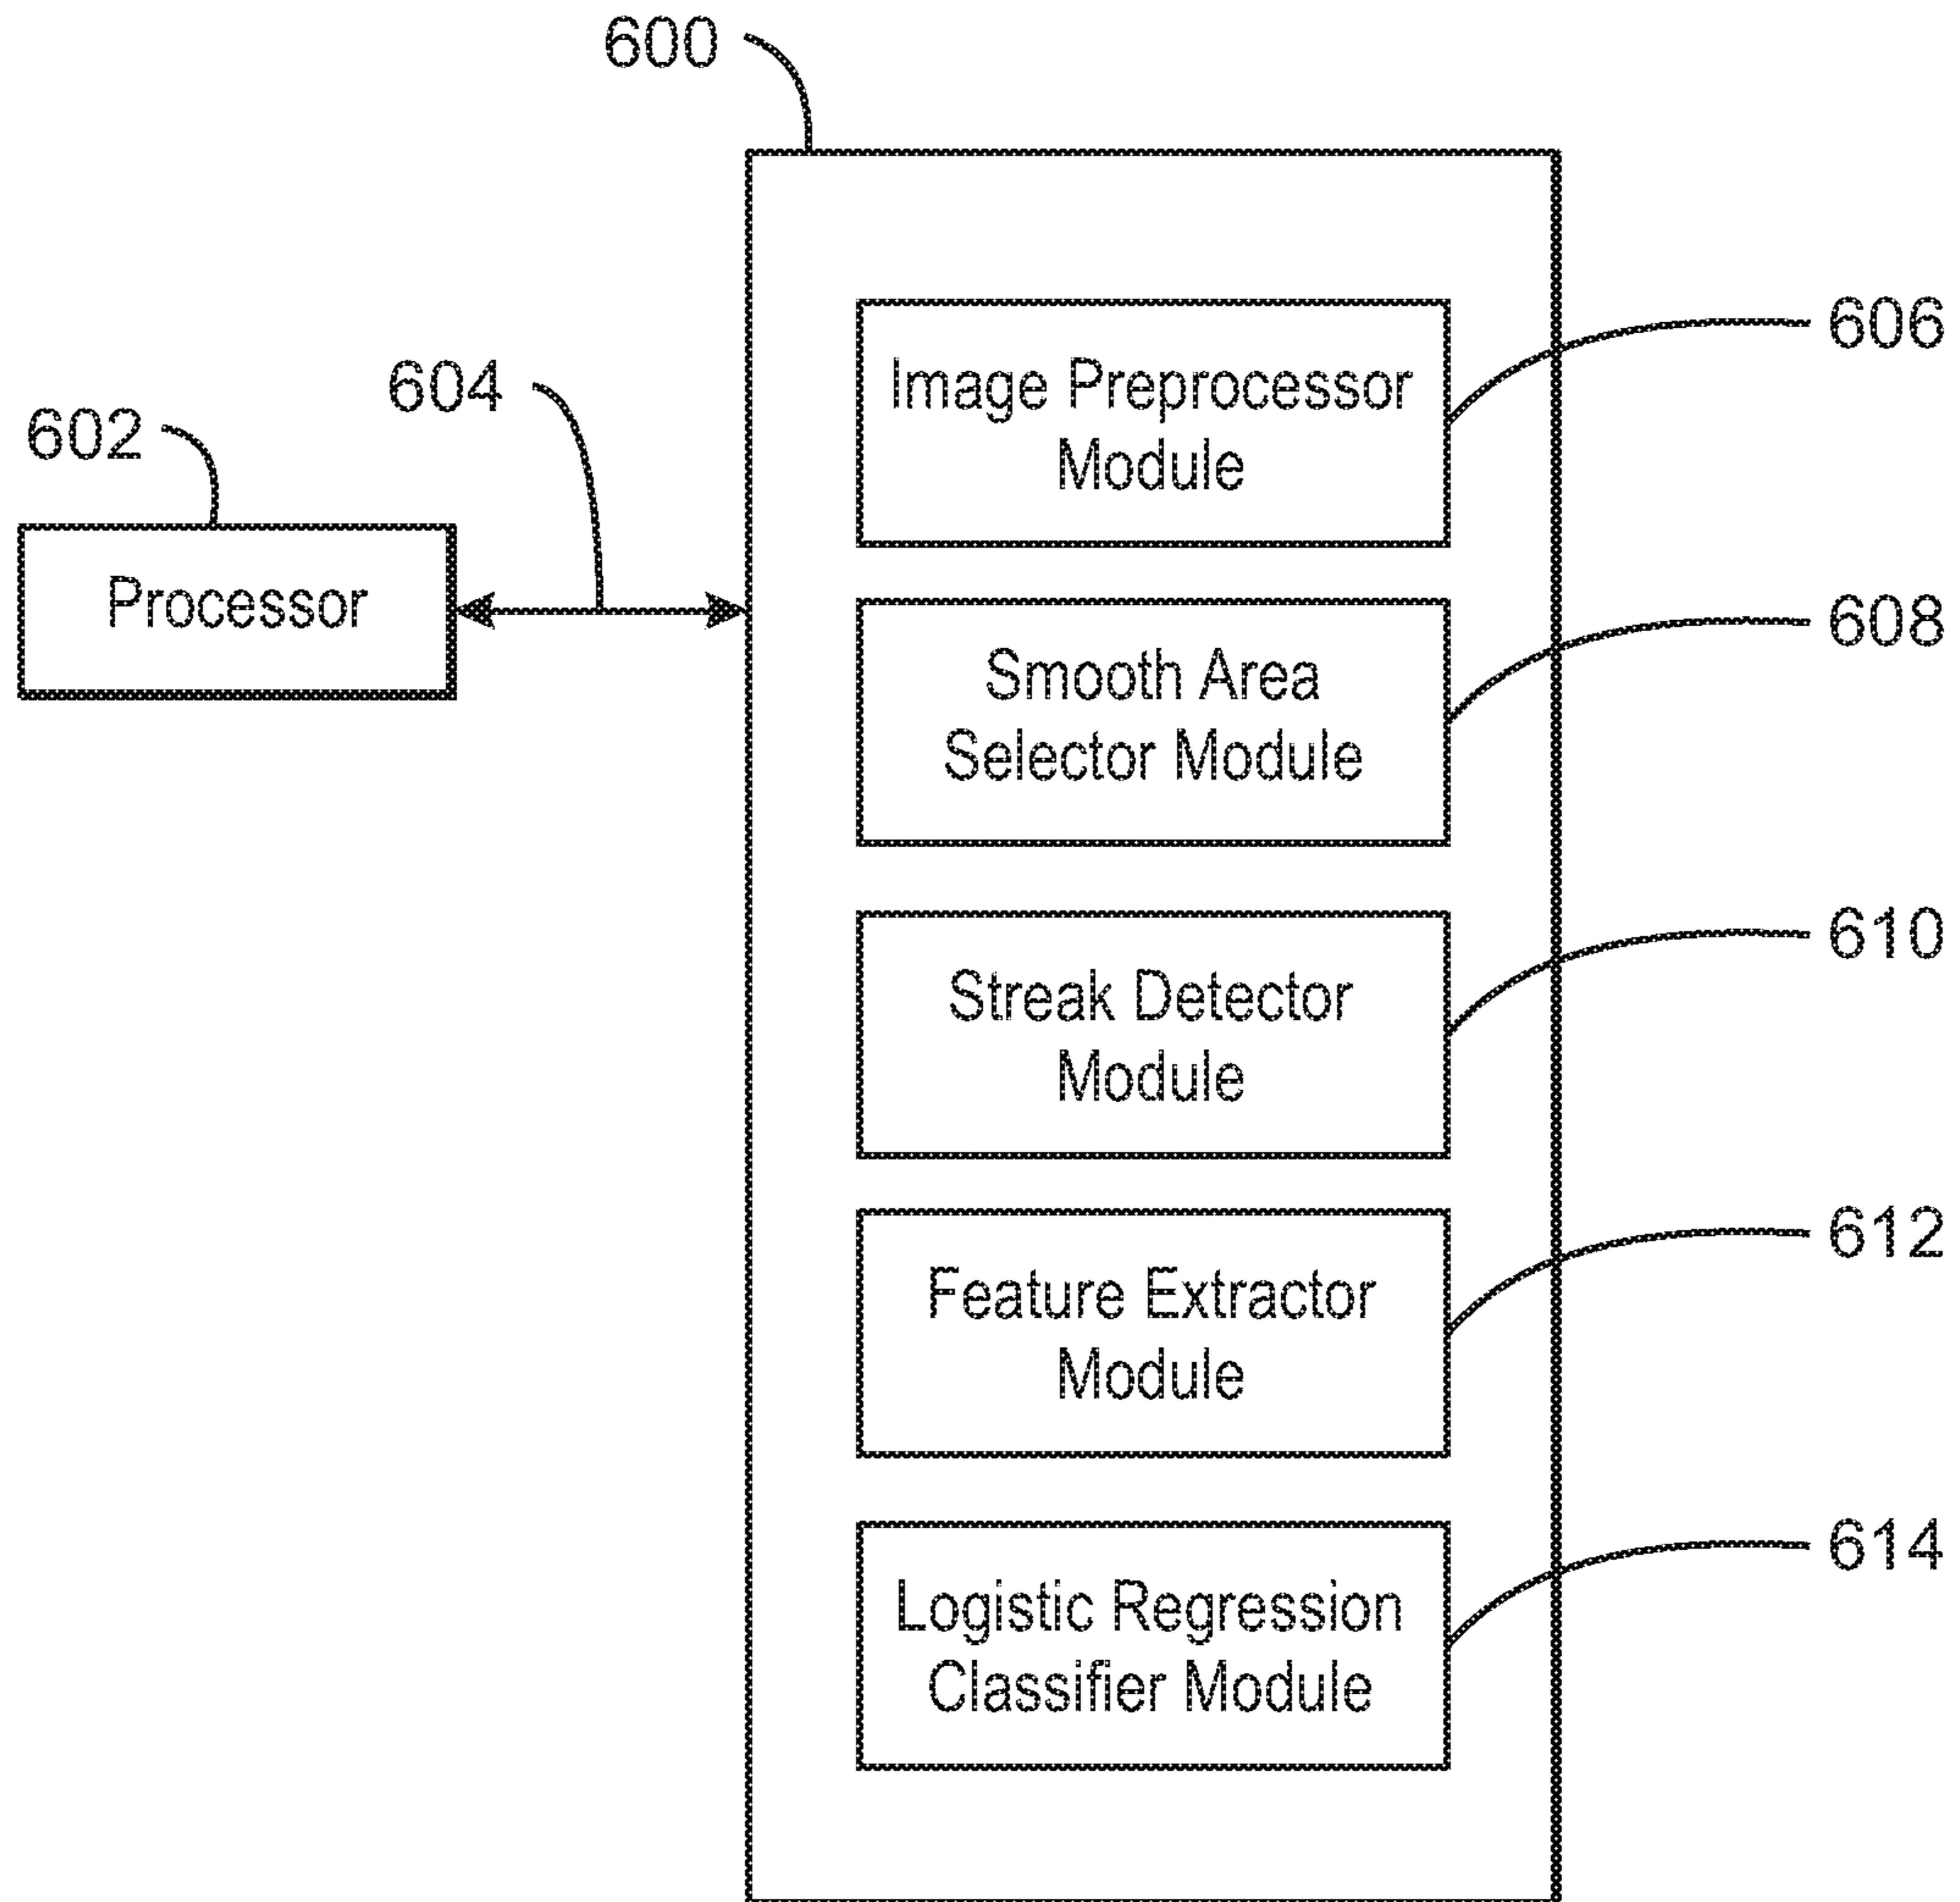 600
606
604
602
Image Preprocessor
Module
Processor
608
Smooth Area
Selector Module
610
Streak Detector
Module
612
Feature Extractor
Module
614
Logistic Regression
Classifier Module